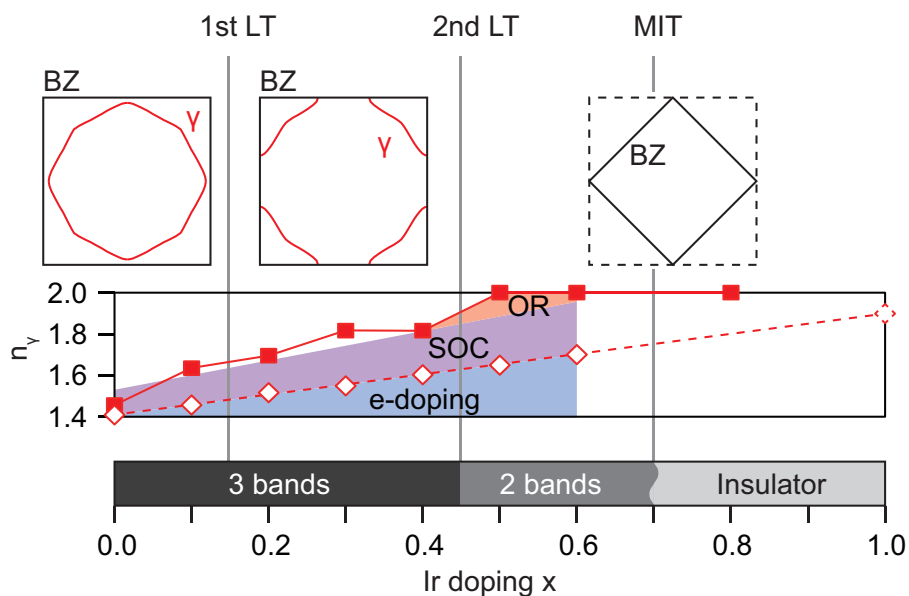 1st LT 2nd LT MIT
BZ BZ
γ
γ
BZ
2.0
1.8
1.6
1.4
nγ
OR
SOC
e-doping
3 bands 2 bands Insulator
0.0 0.2 0.4 0.6 0.8 1.0
Ir doping x